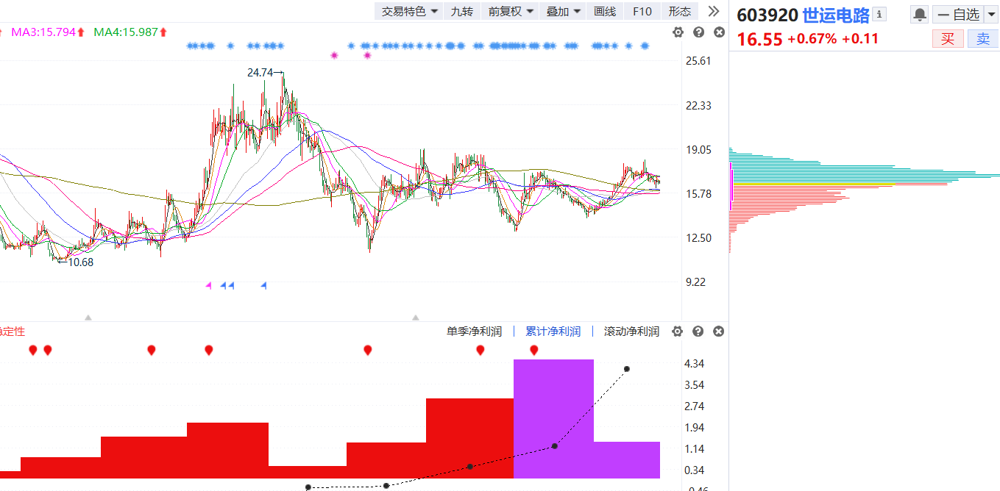 交易特色 九转 前复权 叠加 画线 F10 形态
603920 世运电路 i 自选
MA3:15.794 MA4:15.987
16.55 +0.67% +0.11 买 卖
25.61
24.74
22.33
19.05
15.78
12.50
10.68
9.22
稳定性 单季净利润 累计净利润 滚动净利润
4.34
3.54
2.74
1.94
1.14
0.34